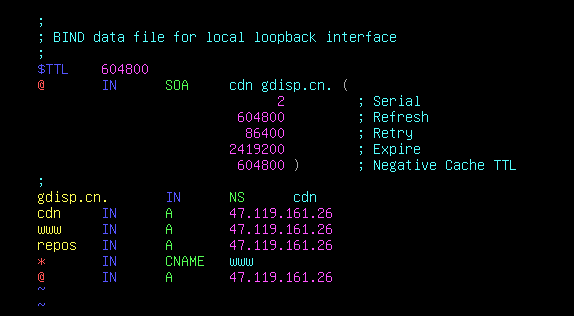 ;
; BIND data file for local loopback interface
;
$TTL    604800
@       IN      SOA     cdn gdisp.cn. (
                              2         ; Serial
                         604800         ; Refresh
                          86400         ; Retry
                        2419200         ; Expire
                         604800 )       ; Negative Cache TTL
;
gdisp.cn.       IN      NS      cdn
cdn     IN      A       47.119.161.26
www     IN      A       47.119.161.26
repos   IN      A       47.119.161.26
*       IN      CNAME   www
@       IN      A       47.119.161.26
~
~